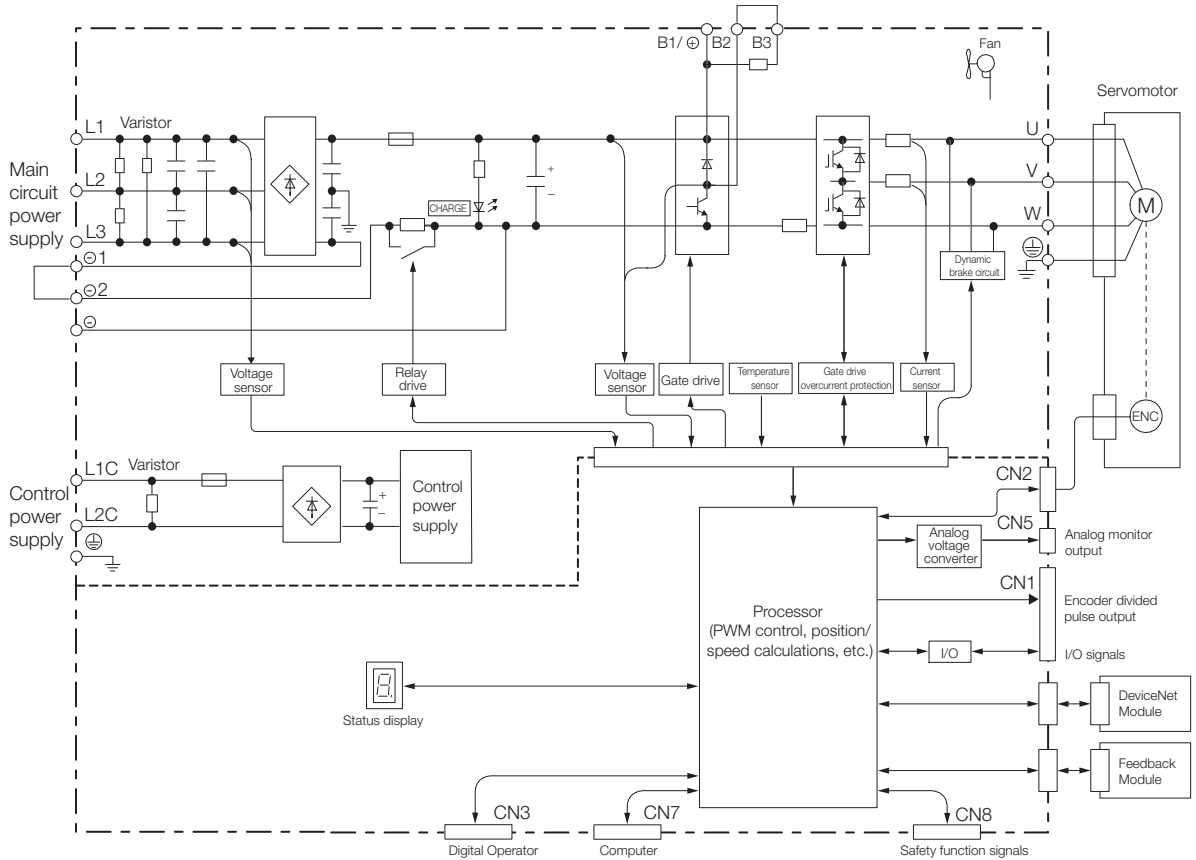 B1/ ⊕
B2
B3
Fan
Servomotor
L1
Varistor
U
Main
circuit
power
supply
L2
V
CHARGE
+
–
L3
W
M
⊖ 1
Dynamic
brake circuit
⊖ 2
⊖
Voltage
sensor
Relay
drive
Voltage
sensor
Gate drive
Temperature
sensor
Gate drive
overcurrent protection
Current
sensor
ENC
L1C
Varistor
Control
power
supply
L2C
+
–
Control
power
supply
CN2
CN5
Analog
voltage
converter
Analog monitor
output
CN1
Encoder divided
pulse output
Processor
(PWM control, position/
speed calculations, etc.)
I/O
I/O signals
8.
Status display
DeviceNet
Module
Feedback
Module
CN3
CN7
CN8
Digital Operator
Computer
Safety function signals